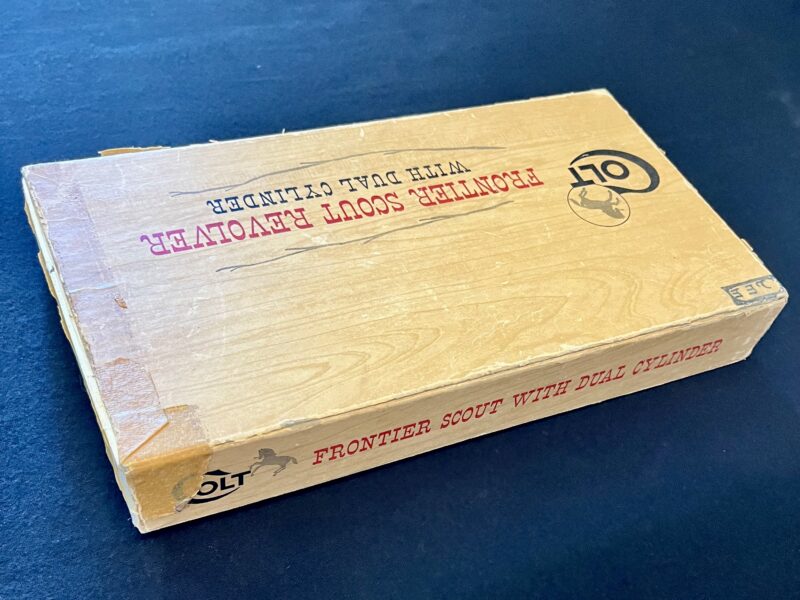 COLT
FRONTIER SCOUT REVOLVER
WITH DUAL CYLINDER
COLT
FRONTIER SCOUT WITH DUAL CYLINDER